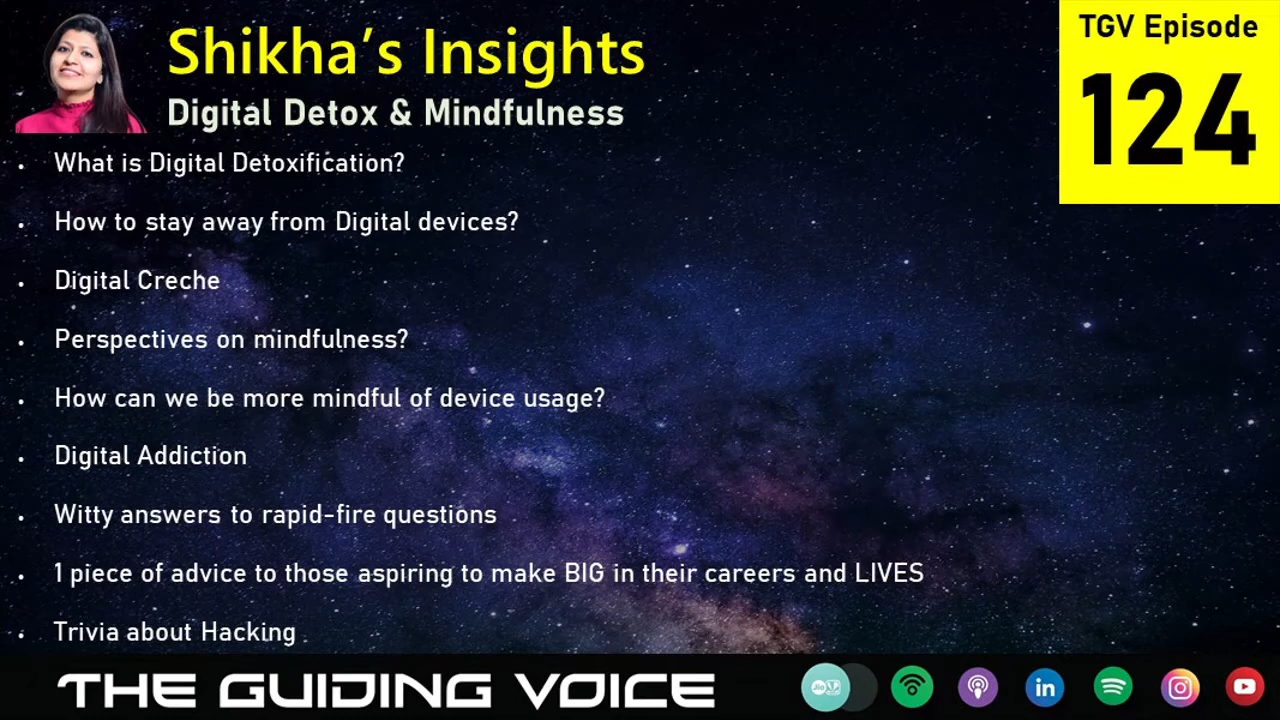 Shikha's Insights
Digital Detox & Mindfulness
TGV Episode
124
• What is Digital Detoxification?
• How to stay away from Digital devices?
• Digital Creche
• Perspectives on mindfulness?
• How can we be more mindful of device usage?
• Digital Addiction
• Witty answers to rapid-fire questions
• 1 piece of advice to those aspiring to make BIG in their careers and LIVES
• Trivia about Hacking
THE GUIDING VOICE
Jio
in